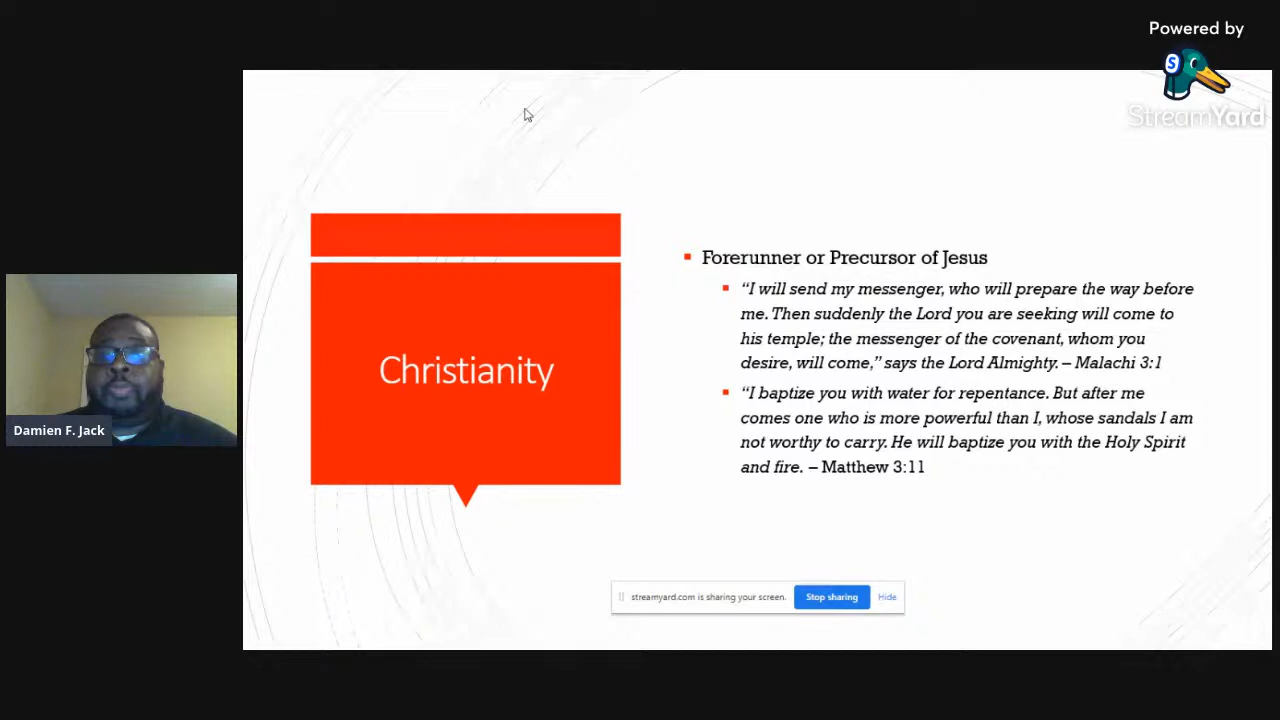 Powered by
StreamYard
Christianity
▪ Forerunner or Precursor of Jesus
▪ “I will send my messenger, who will prepare the way before
me. Then suddenly the Lord you are seeking will come to
his temple; the messenger of the covenant, whom you
desire, will come,” says the Lord Almighty. – Malachi 3:1
▪ “I baptize you with water for repentance. But after me
comes one who is more powerful than I, whose sandals I am
not worthy to carry. He will baptize you with the Holy Spirit
and fire. – Matthew 3:11
Damien F. Jack
streamyard.com is sharing your screen. Stop sharing Hide